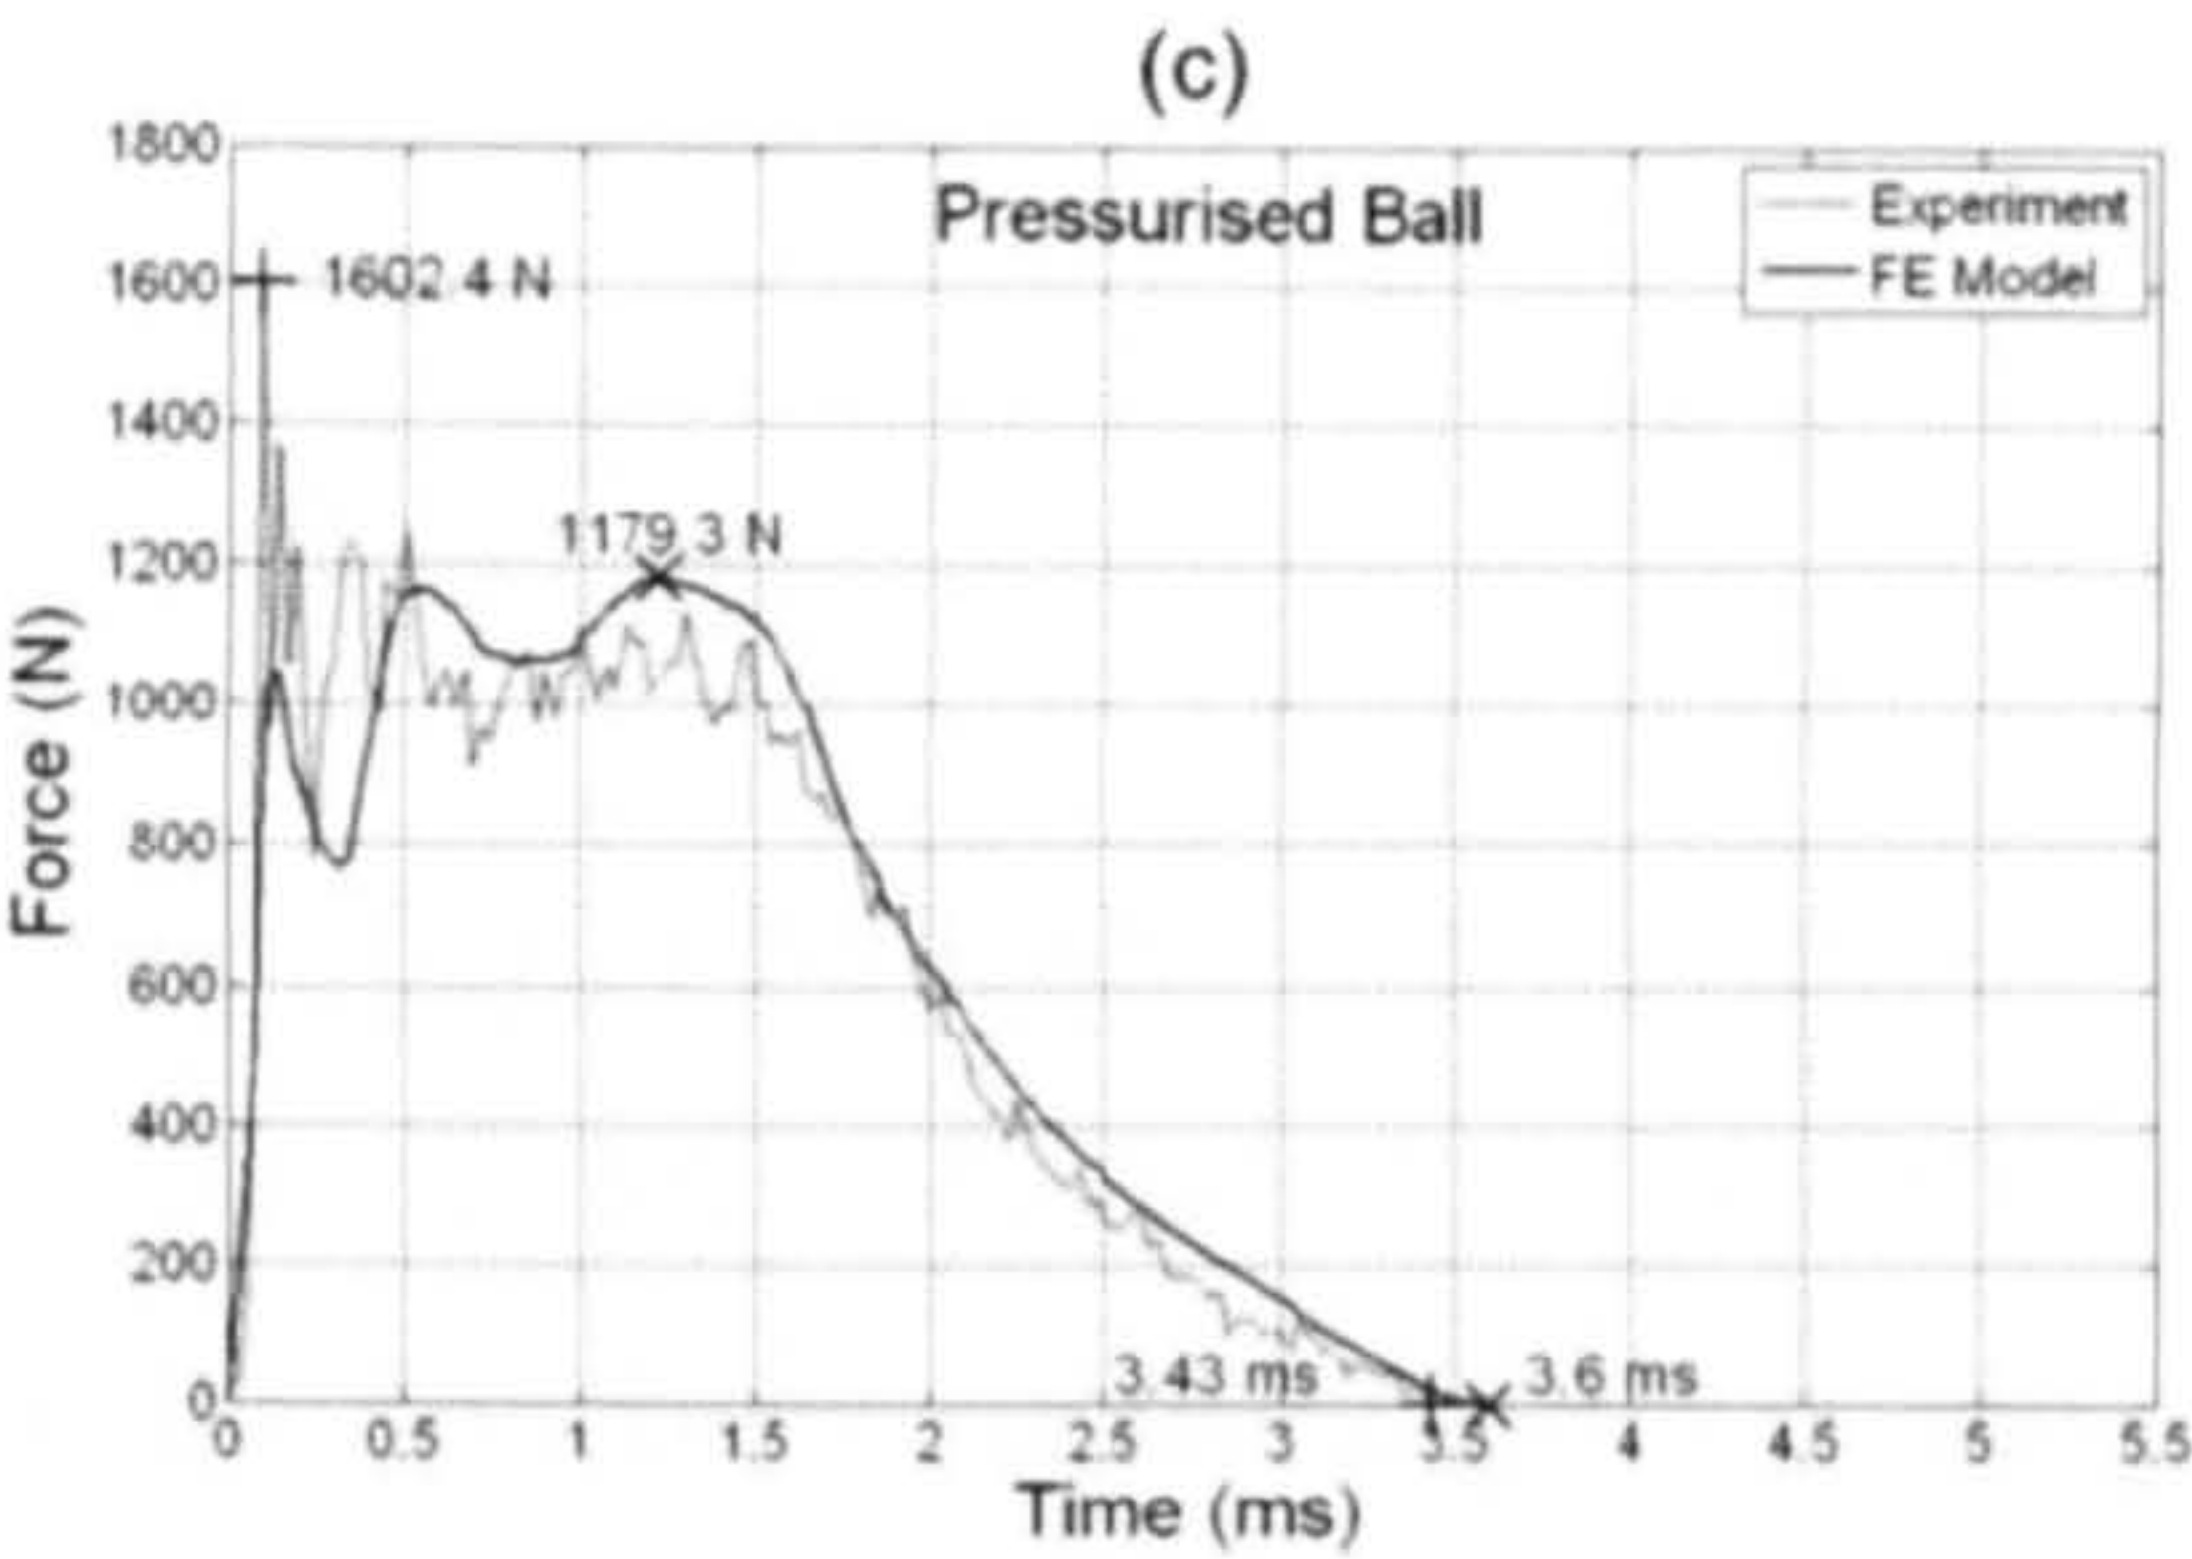 (c)
Pressurised Ball
Experiment
FE Model
1800
1600
1400
1200
1000
800
600
400
200
0
1602.4 N
1179.3 N
3.43 ms
3.6 ms
0 0.5 1 1.5 2 2.5 3 3.5 4 4.5 5 5.5
Force (N)
Time (ms)